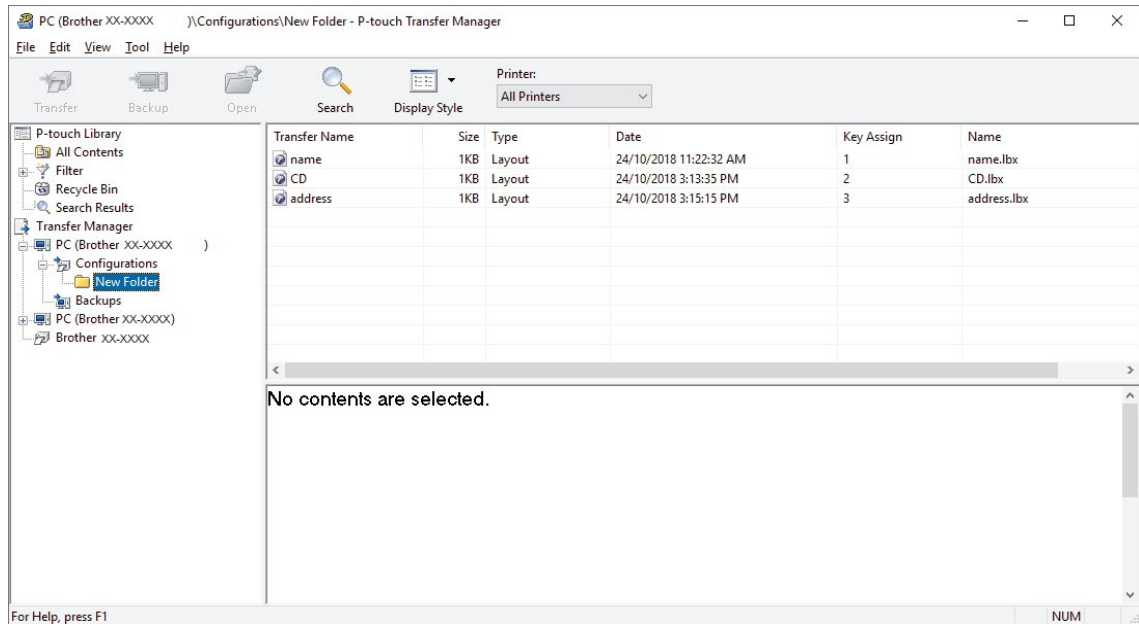 PC (Brother XX-XXXX )\Configurations\New Folder - P-touch Transfer Manager
File Edit View Tool Help
Transfer Backup Open Search Display Style
Printer:
All Printers
P-touch Library
All Contents
Filter
Recycle Bin
Search Results
Transfer Manager
PC (Brother XX-XXXX )
Configurations
New Folder
Backups
PC (Brother XX-XXXX)
Brother XX-XXXX
Transfer Name Size Type Date Key Assign Name
name 1KB Layout 24/10/2018 11:22:32 AM 1 name.lbx
CD 1KB Layout 24/10/2018 3:13:35 PM 2 CD.lbx
address 1KB Layout 24/10/2018 3:15:15 PM 3 address.lbx
No contents are selected.
For Help, press F1 NUM